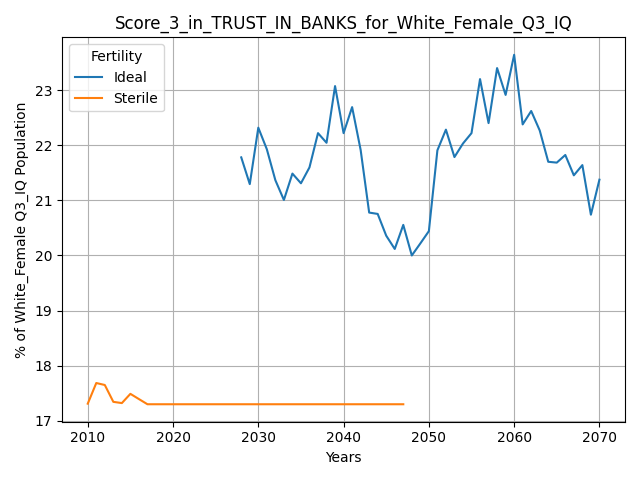 Score_3_in_TRUST_IN_BANKS_for_White_Female_Q3_IQ
Fertility
Ideal
Sterile
% of White_Female Q3_IQ Population
23
22
21
20
19
18
17
2010 2020 2030 2040 2050 2060 2070
Years